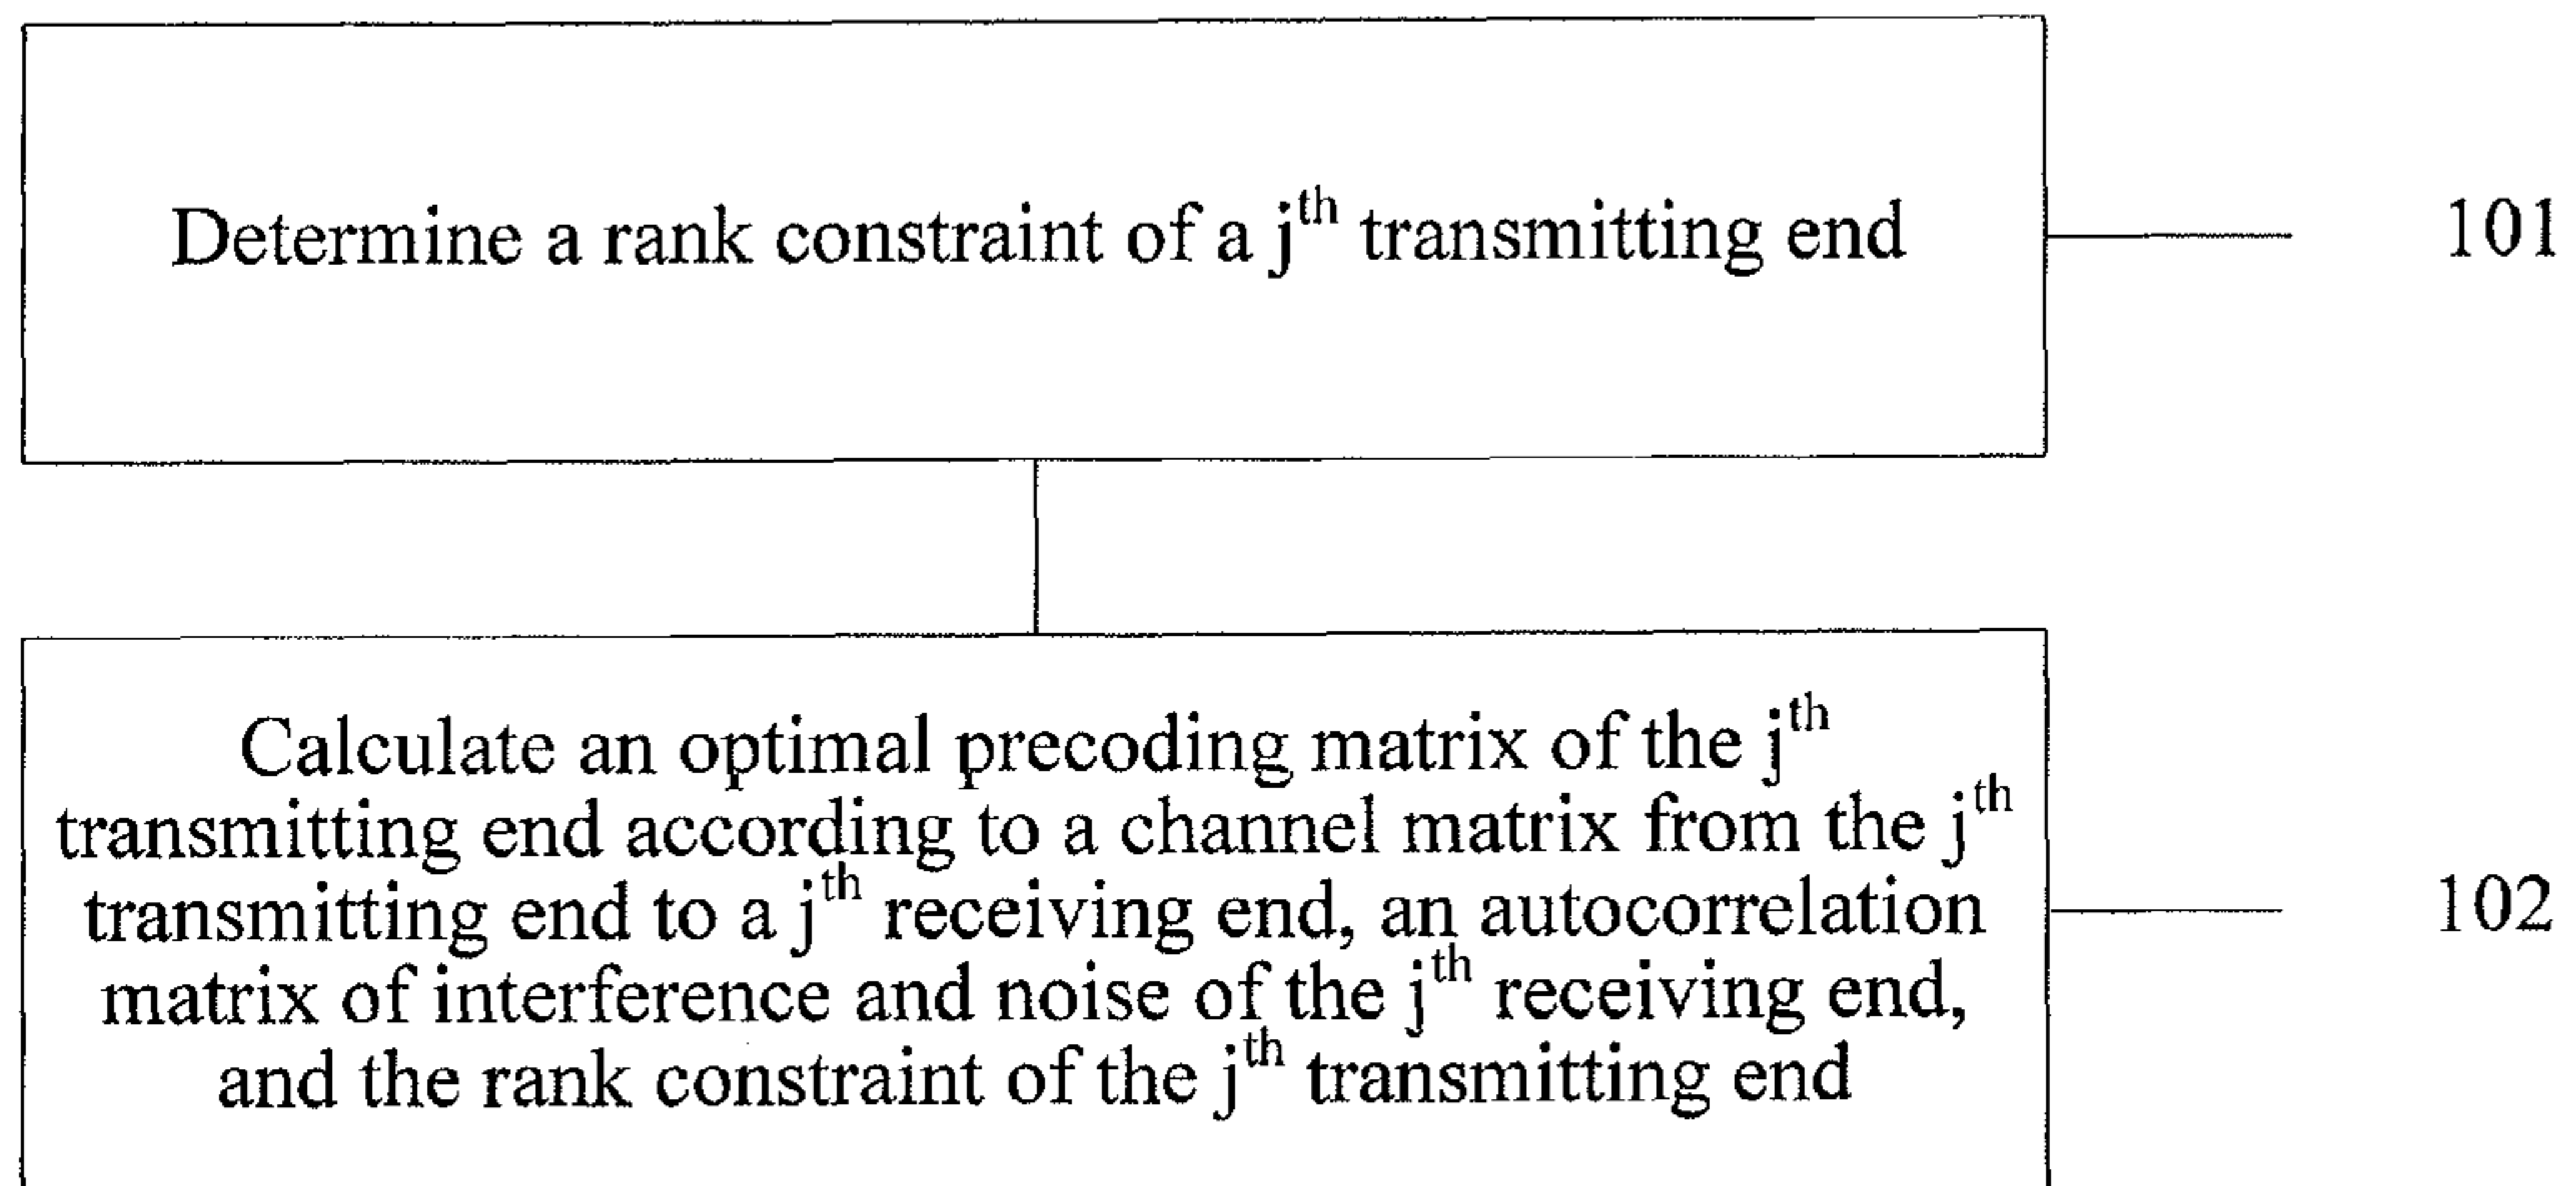 Determine a rank constraint of a jth transmitting end
101
Calculate an optimal precoding matrix of the jth
transmitting end according to a channel matrix from the jth
transmitting end to a jth receiving end, an autocorrelation
matrix of interference and noise of the jth receiving end,
and the rank constraint of the jth transmitting end
102